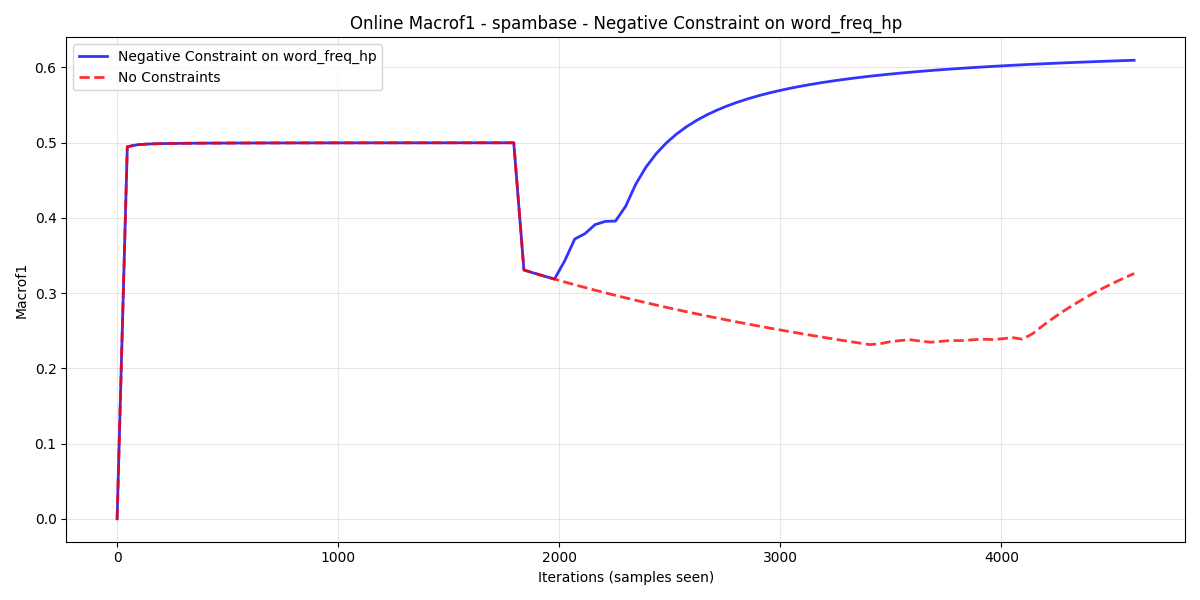 Online Macrof1 - spambase - Negative Constraint on word_freq_hp
Negative Constraint on word_freq_hp
No Constraints
Macrof1
0.6
0.5
0.4
0.3
0.2
0.1
0.0
0 1000 2000 3000 4000
Iterations (samples seen)